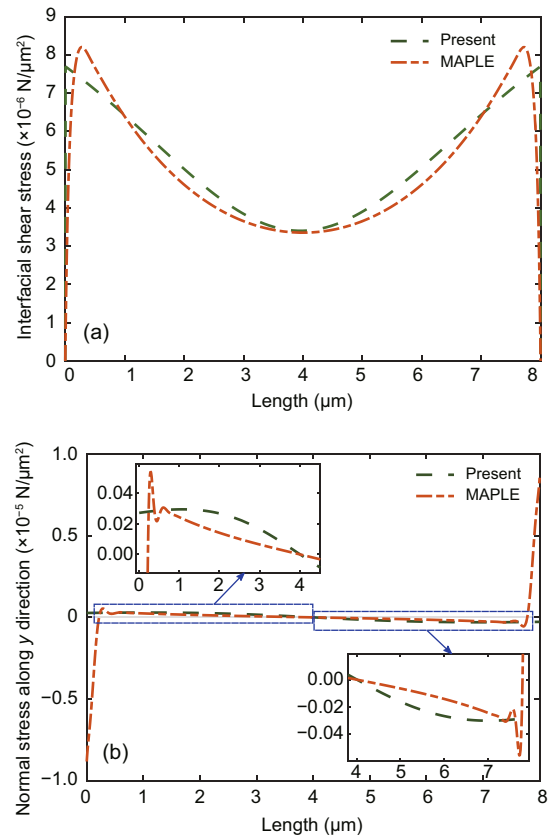 9
8
7
6
5
4
3
2
1
0
Interfacial shear stress (×10⁻⁶ N/μm²)
Present
MAPLE
(a)
0 1 2 3 4 5 6 7 8
Length (μm)
1.0
0.5
0
−0.5
−1.0
Normal stress along y direction (×10⁻⁵ N/μm²)
Present
MAPLE
0.04
0.02
0.00
0 1 2 3 4
0.00
−0.02
−0.04
4 5 6 7
(b)
0 1 2 3 4 5 6 7 8
Length (μm)